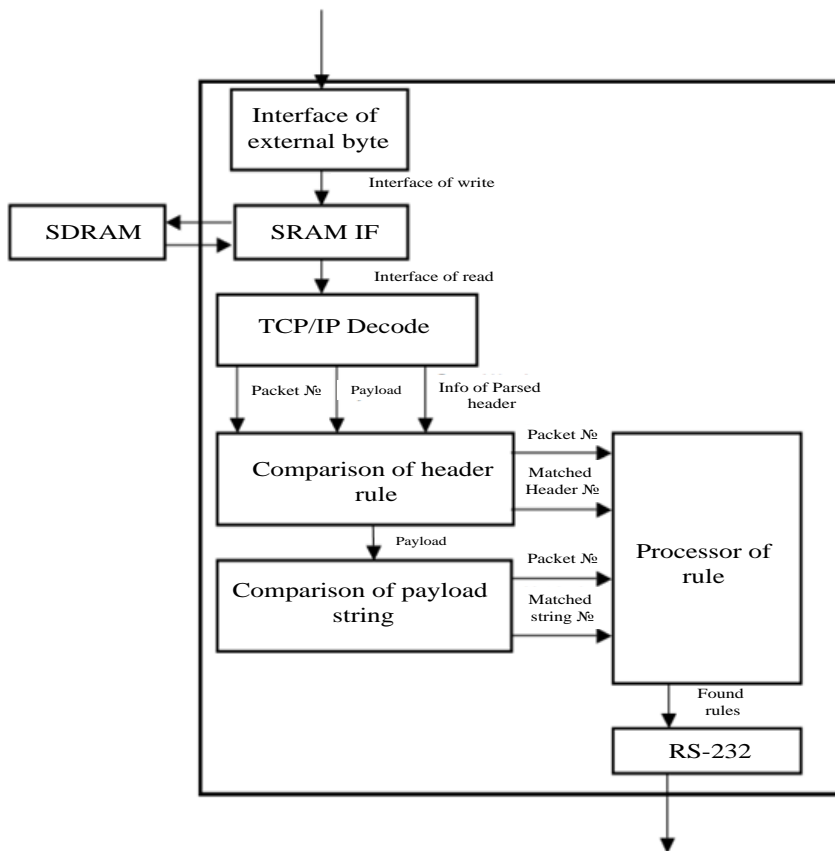 Interface of
external byte
Interface of write
SDRAM
SRAM IF
Interface of read
TCP/IP Decode
Packet №
Payload
Info of Parsed
header
Comparison of header
rule
Packet №
Matched
Header №
Payload
Comparison of payload
string
Packet №
Matched
string №
Processor of
rule
Found
rules
RS-232